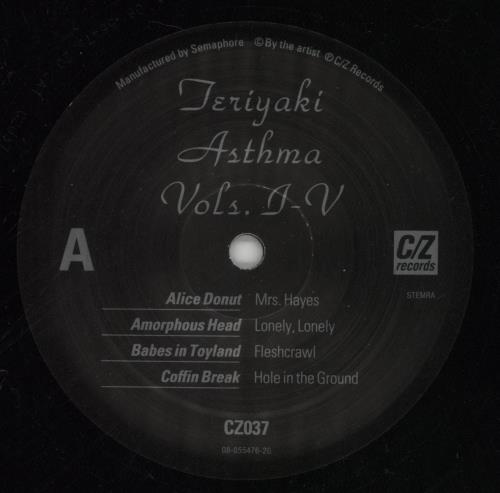 Manufactured by Semaphore © By the artist ℗ C/Z Records
Teriyaki
Asthma
Vols. I-V
A
C/Z
records
STEMRA
Alice Donut Mrs. Hayes
Amorphous Head Lonely, Lonely
Babes in Toyland Fleshcrawl
Coffin Break Hole in the Ground
CZ037
08-055476-20